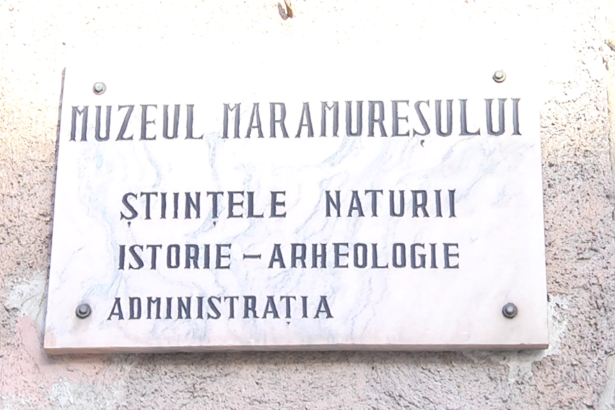 MUZEUL MARAMUREȘULUI
ȘTIINȚELE NATURII
ISTORIE - ARHEOLOGIE
ADMINISTRAȚIA